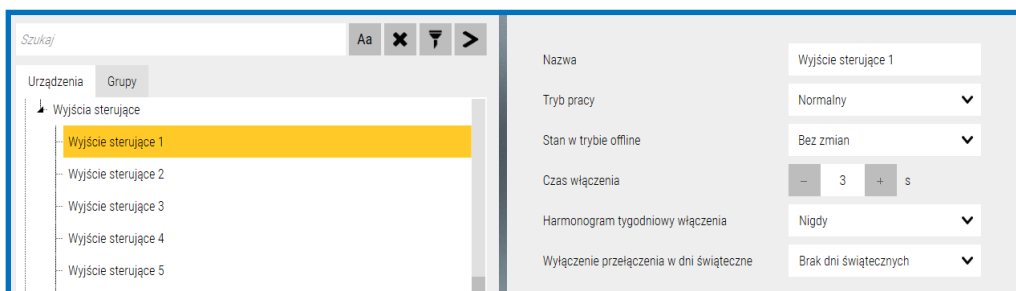 Szukaj
Aa
Urządzenia Grupy
Wyjścia sterujące
Wyjście sterujące 1
Wyjście sterujące 2
Wyjście sterujące 3
Wyjście sterujące 4
Wyjście sterujące 5
Nazwa Wyjście sterujące 1
Tryb pracy Normalny
Stan w trybie offline Bez zmian
Czas włączenia − 3 + s
Harmonogram tygodniowy włączenia Nigdy
Wyłączenie przełączenia w dni świąteczne Brak dni świątecznych